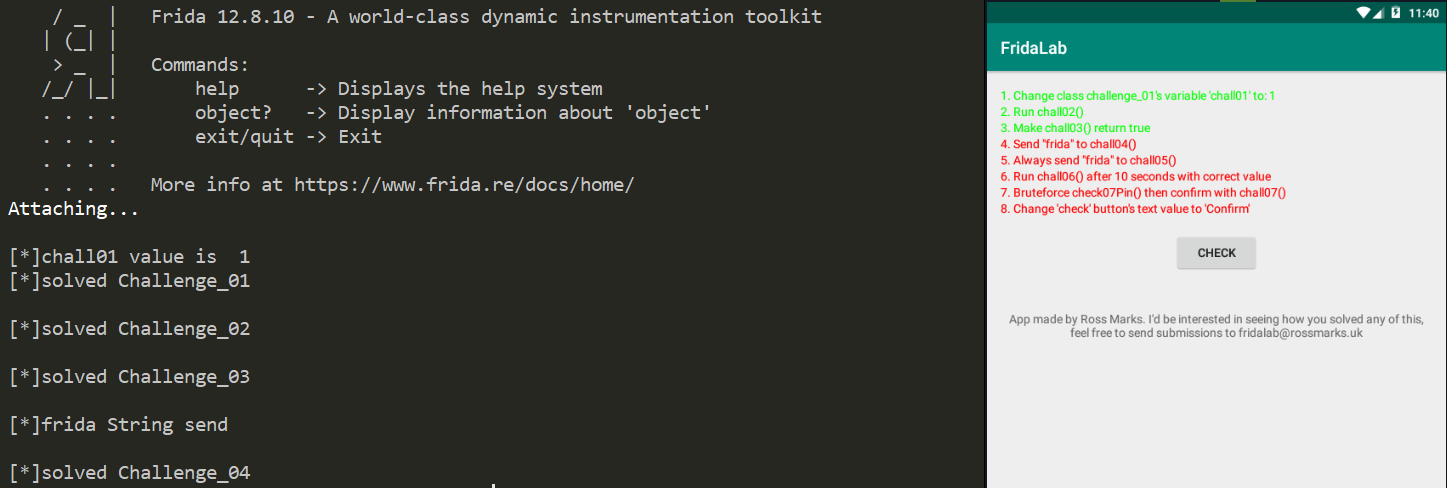 / _  |   Frida 12.8.10 - A world-class dynamic instrumentation toolkit
| (_| |
> _  |   Commands:
/_/ |_|       help      -> Displays the help system
. . . .       object?   -> Display information about 'object'
. . . .       exit/quit -> Exit
. . . .
. . . .   More info at https://www.frida.re/docs/home/
Attaching...
[*]chall01 value is  1
[*]solved Challenge_01
[*]solved Challenge_02
[*]solved Challenge_03
[*]frida String send
[*]solved Challenge_04
11:40
FridaLab
1. Change class challenge_01's variable 'chall01' to: 1
2. Run chall02()
3. Make chall03() return true
4. Send "frida" to chall04()
5. Always send "frida" to chall05()
6. Run chall06() after 10 seconds with correct value
7. Bruteforce check07Pin() then confirm with chall07()
8. Change 'check' button's text value to 'Confirm'
CHECK
App made by Ross Marks. I'd be interested in seeing how you solved any of this,
feel free to send submissions to fridalab@rossmarks.uk